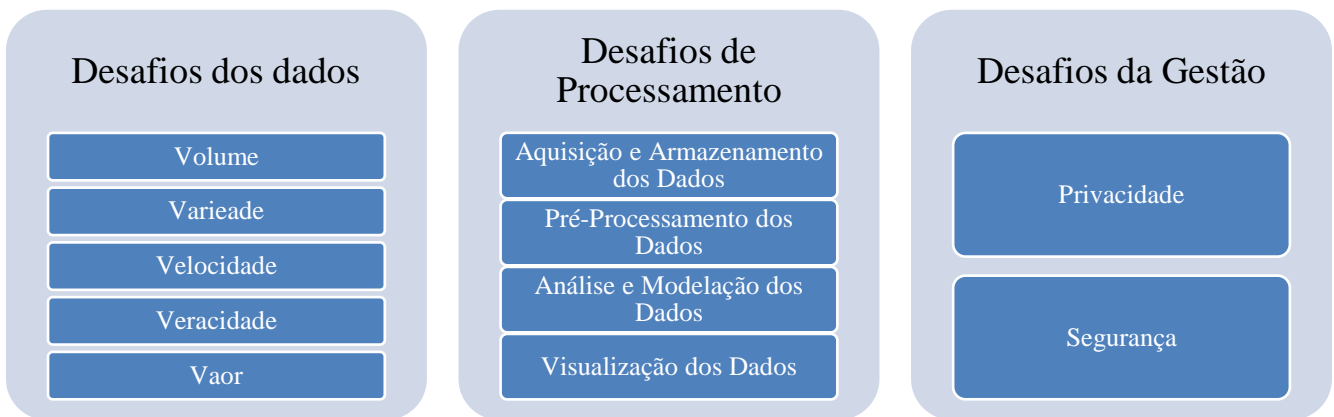 Desafios dos dados
Volume
Varieade
Velocidade
Veracidade
Vaor
Desafios de
Processamento
Aquisição e Armazenamento
dos Dados
Pré-Processamento dos
Dados
Análise e Modelação dos
Dados
Visualização dos Dados
Desafios da Gestão
Privacidade
Segurança